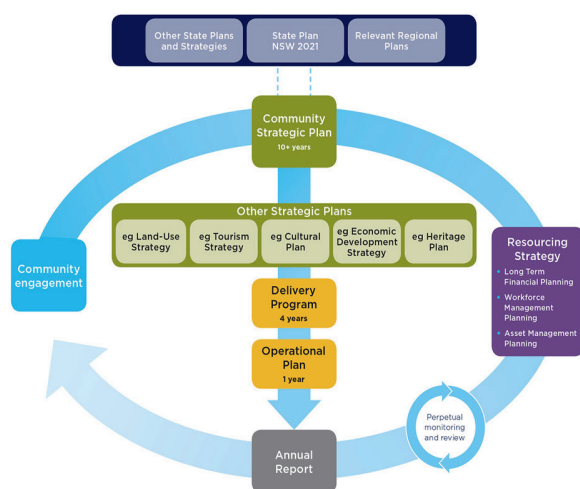 Other State Plans
and Strategies
State Plan
NSW 2021
Relevant Regional
Plans
Community
Strategic Plan
10+ years
Other Strategic Plans
eg Land-Use
Strategy
eg Tourism
Strategy
eg Cultural
Plan
eg Economic
Development
Strategy
eg Heritage
Plan
Community
engagement
Resourcing
Strategy
• Long Term
Financial Planning
• Workforce
Management
Planning
• Asset Management
Planning
Delivery
Program
4 years
Operational
Plan
1 year
Perpetual
monitoring
and review
Annual
Report